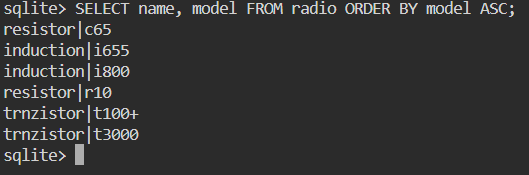 sqlite> SELECT name, model FROM radio ORDER BY model ASC;
resistor|c65
induction|i655
induction|i800
resistor|r10
trnzistor|t100+
trnzistor|t3000
sqlite>